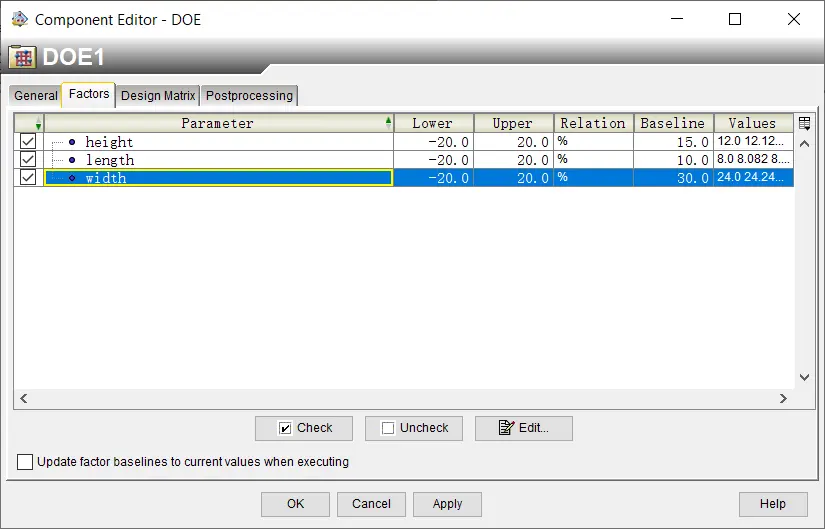 Component Editor - DOE
DOE1
General Factors Design Matrix Postprocessing
Parameter Lower Upper Relation Baseline Values
height -20.0 20.0 % 15.0 12.0 12.12...
length -20.0 20.0 % 10.0 8.0 8.082 8....
width -20.0 20.0 % 30.0 24.0 24.24...
Check Uncheck Edit...
Update factor baselines to current values when executing
OK Cancel Apply Help